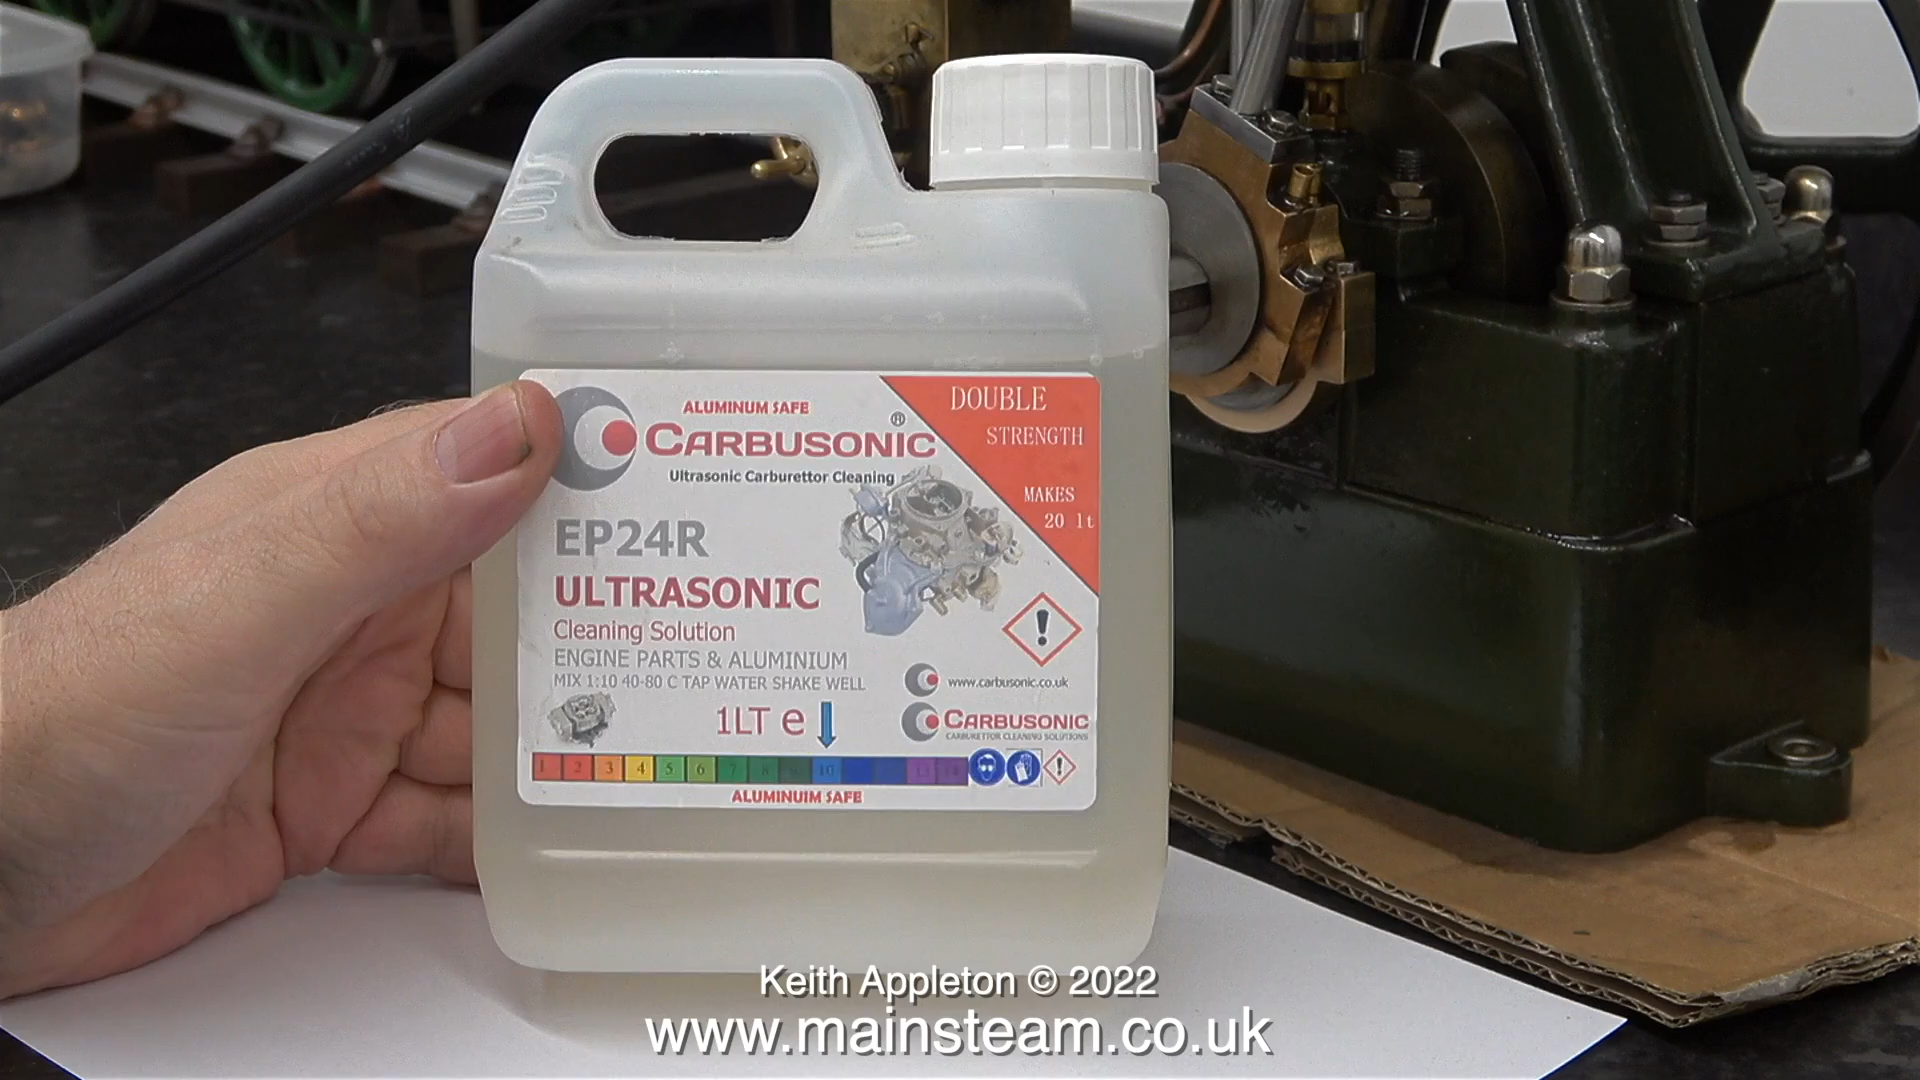 ALUMINUM SAFE
CARBUSONIC®
Ultrasonic Carburettor Cleaning
DOUBLE
STRENGTH
MAKES
20 lt
EP24R
ULTRASONIC
Cleaning Solution
ENGINE PARTS & ALUMINIUM
MIX 1:10 40-80 C TAP WATER SHAKE WELL
www.carbusonic.co.uk
1LT e
CARBUSONIC
CARBURETTOR CLEANING SOLUTIONS
1 2 3 4 5 6 7 8 10 13
ALUMINUIM SAFE
Keith Appleton © 2022
www.mainsteam.co.uk